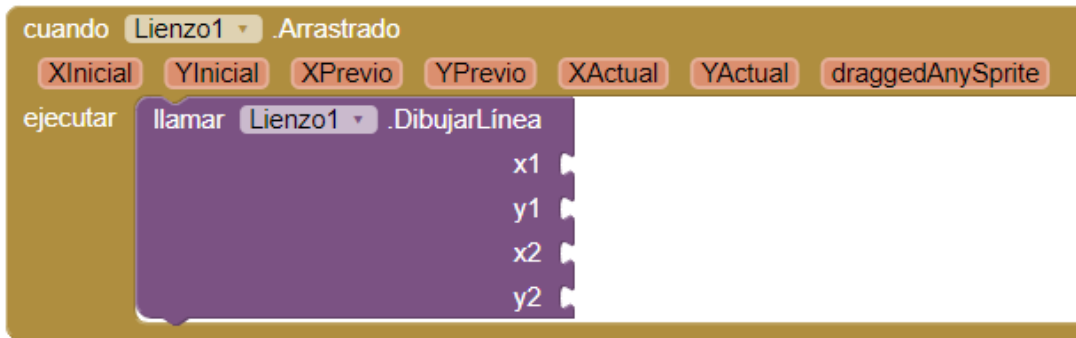 cuando Lienzo1 .Arrastrado
XInicial YInicial XPrevio YPrevio XActual YActual draggedAnySprite
ejecutar llamar Lienzo1 .DibujarLínea
x1
y1
x2
y2